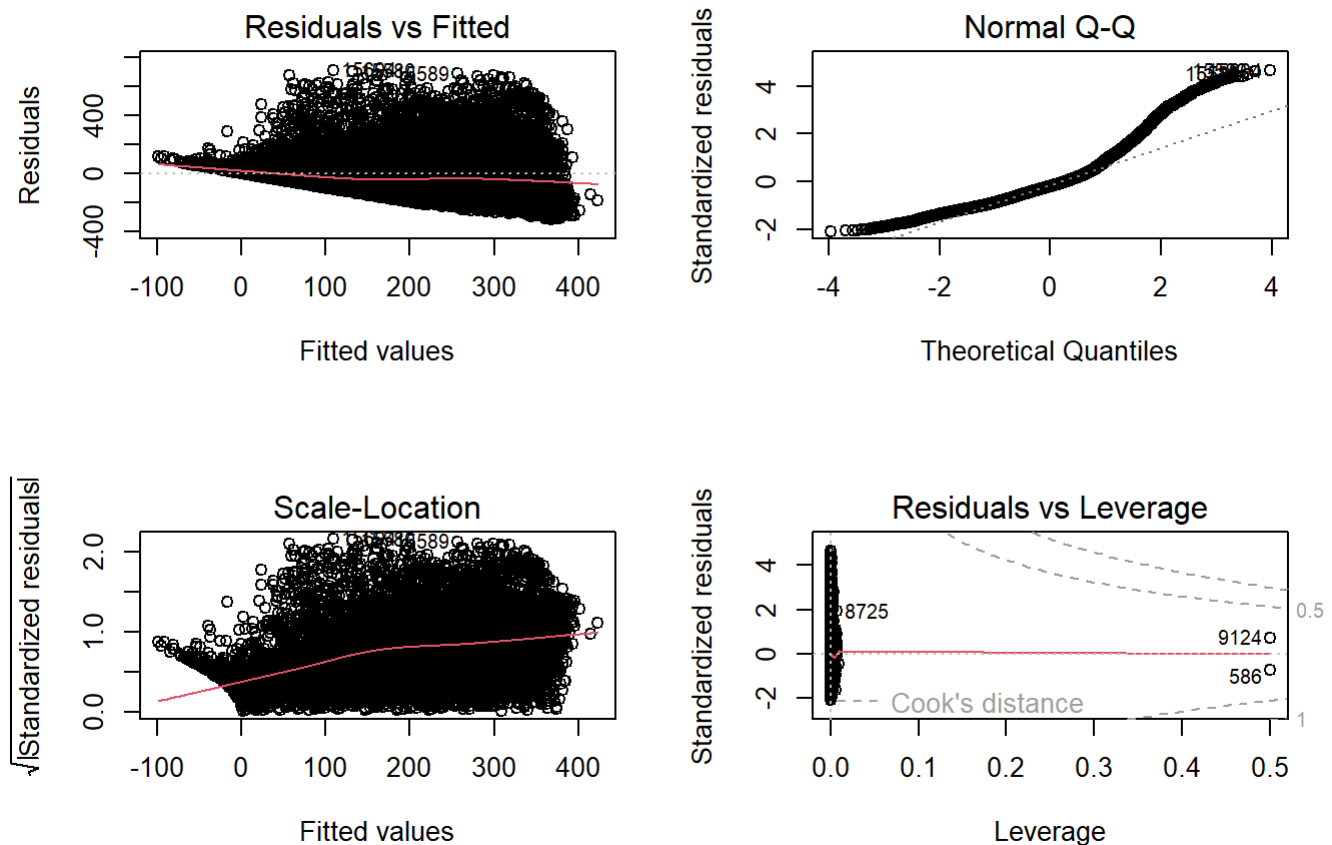 Residuals vs Fitted
Residuals
400
0
-400
589
-100 0 100 200 300 400
Fitted values
Normal Q-Q
Standardized residuals
4
2
0
-2
-4 -2 0 2 4
Theoretical Quantiles
Scale-Location
√|Standardized residuals|
2.0
1.0
0.0
589
-100 0 100 200 300 400
Fitted values
Residuals vs Leverage
Standardized residuals
4
2
0
-2
8725
9124
586
0.5
1
Cook's distance
0.0 0.1 0.2 0.3 0.4 0.5
Leverage